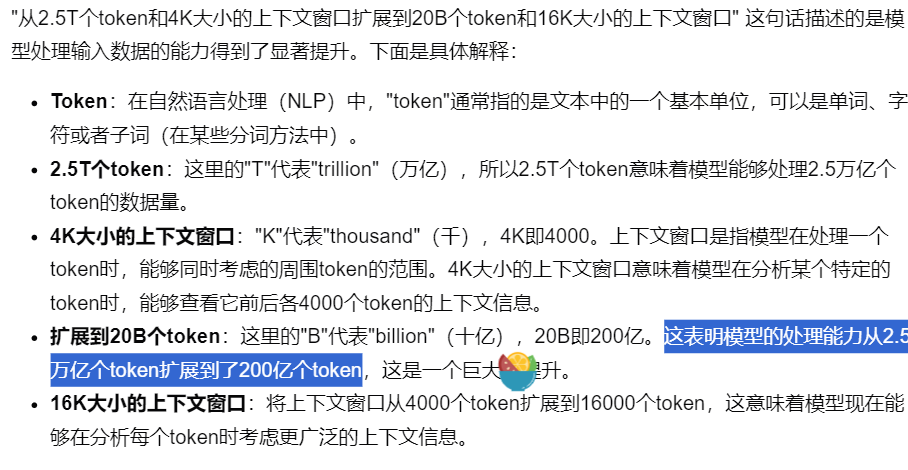 "从2.5T个token和4K大小的上下文窗口扩展到20B个token和16K大小的上下文窗口" 这句话描述的是模
型处理输入数据的能力得到了显著提升。下面是具体解释：
• Token：在自然语言处理（NLP）中，"token"通常指的是文本中的一个基本单位，可以是单词、字
符或者子词（在某些分词方法中）。
• 2.5T个token：这里的"T"代表"trillion"（万亿），所以2.5T个token意味着模型能够处理2.5万亿个
token的数据量。
• 4K大小的上下文窗口："K"代表"thousand"（千），4K即4000。上下文窗口是指模型在处理一个
token时，能够同时考虑的周围token的范围。4K大小的上下文窗口意味着模型在分析某个特定的
token时，能够查看它前后各4000个token的上下文信息。
• 扩展到20B个token：这里的"B"代表"billion"（十亿），20B即200亿。这表明模型的处理能力从2.5
万亿个token扩展到了200亿个token，这是一个巨大升。
• 16K大小的上下文窗口：将上下文窗口从4000个token扩展到16000个token，这意味着模型现在能
够在分析每个token时考虑更广泛的上下文信息。